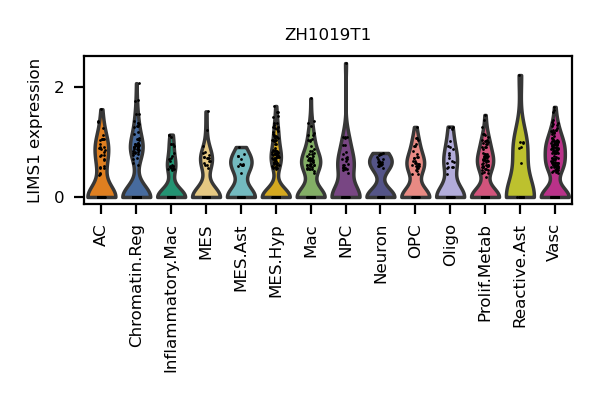 ZH1019T1
LIMS1 expression
2
0
AC
Chromatin.Reg
Inflammatory.Mac
MES
MES.Ast
MES.Hyp
Mac
NPC
Neuron
OPC
Oligo
Prolif.Metab
Reactive.Ast
Vasc